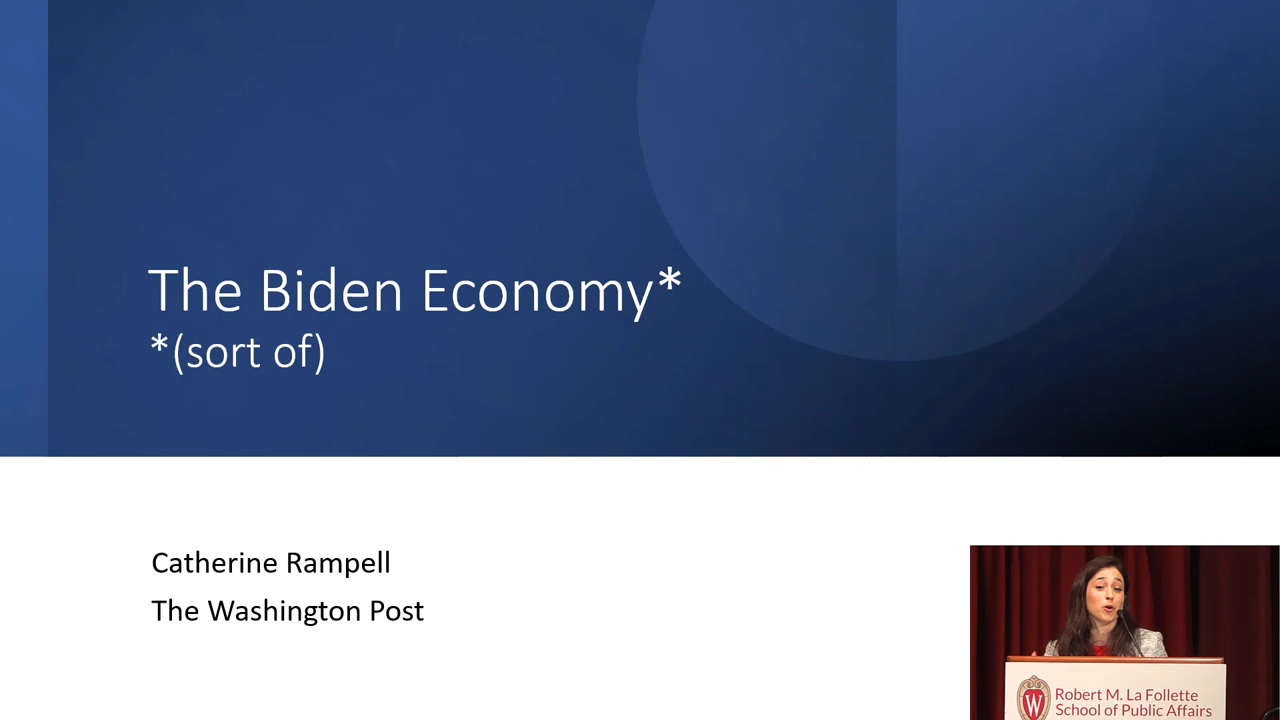 The Biden Economy*
*(sort of)
Catherine Rampell
The Washington Post
W
Robert M. La Follette
School of Public Affairs